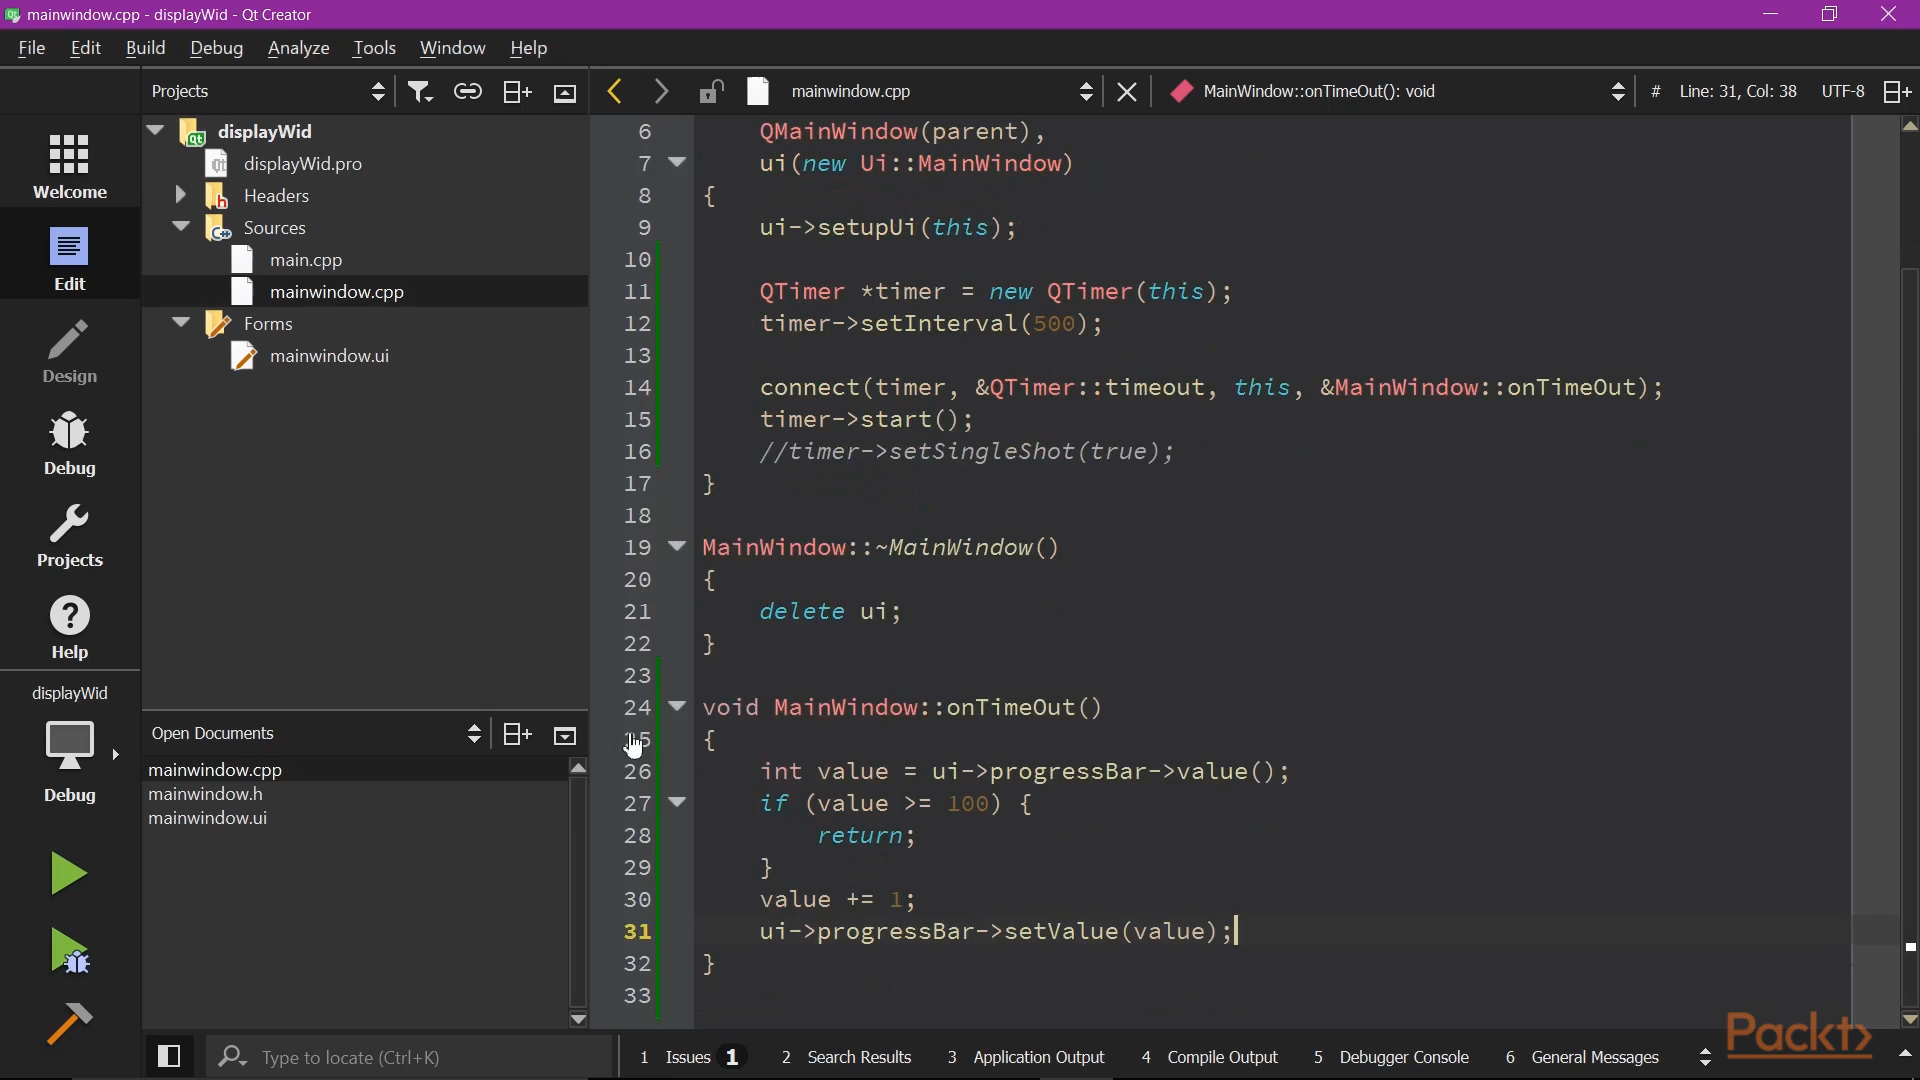 mainwindow.cpp - displayWid - Qt Creator
File Edit Build Debug Analyze Tools Window Help
Projects
mainwindow.cpp
MainWindow::onTimeOut(): void
# Line: 31, Col: 38 UTF-8
Welcome
Edit
Design
Debug
Projects
Help
displayWid
Debug
displayWid
displayWid.pro
Headers
Sources
main.cpp
mainwindow.cpp
Forms
mainwindow.ui
Open Documents
mainwindow.cpp
mainwindow.h
mainwindow.ui
6 QMainWindow(parent),
7 ui(new Ui::MainWindow)
8 {
9 ui->setupUi(this);
10
11 QTimer *timer = new QTimer(this);
12 timer->setInterval(500);
13
14 connect(timer, &QTimer::timeout, this, &MainWindow::onTimeOut);
15 timer->start();
16 //timer->setSingleShot(true);
17 }
18
19 MainWindow::~MainWindow()
20 {
21 delete ui;
22 }
23
24 void MainWindow::onTimeOut()
25 {
26 int value = ui->progressBar->value();
27 if (value >= 100) {
28 return;
29 }
30 value += 1;
31 ui->progressBar->setValue(value);
32 }
33
Type to locate (Ctrl+K)
1 Issues 1 2 Search Results 3 Application Output 4 Compile Output 5 Debugger Console 6 General Messages
Packt>